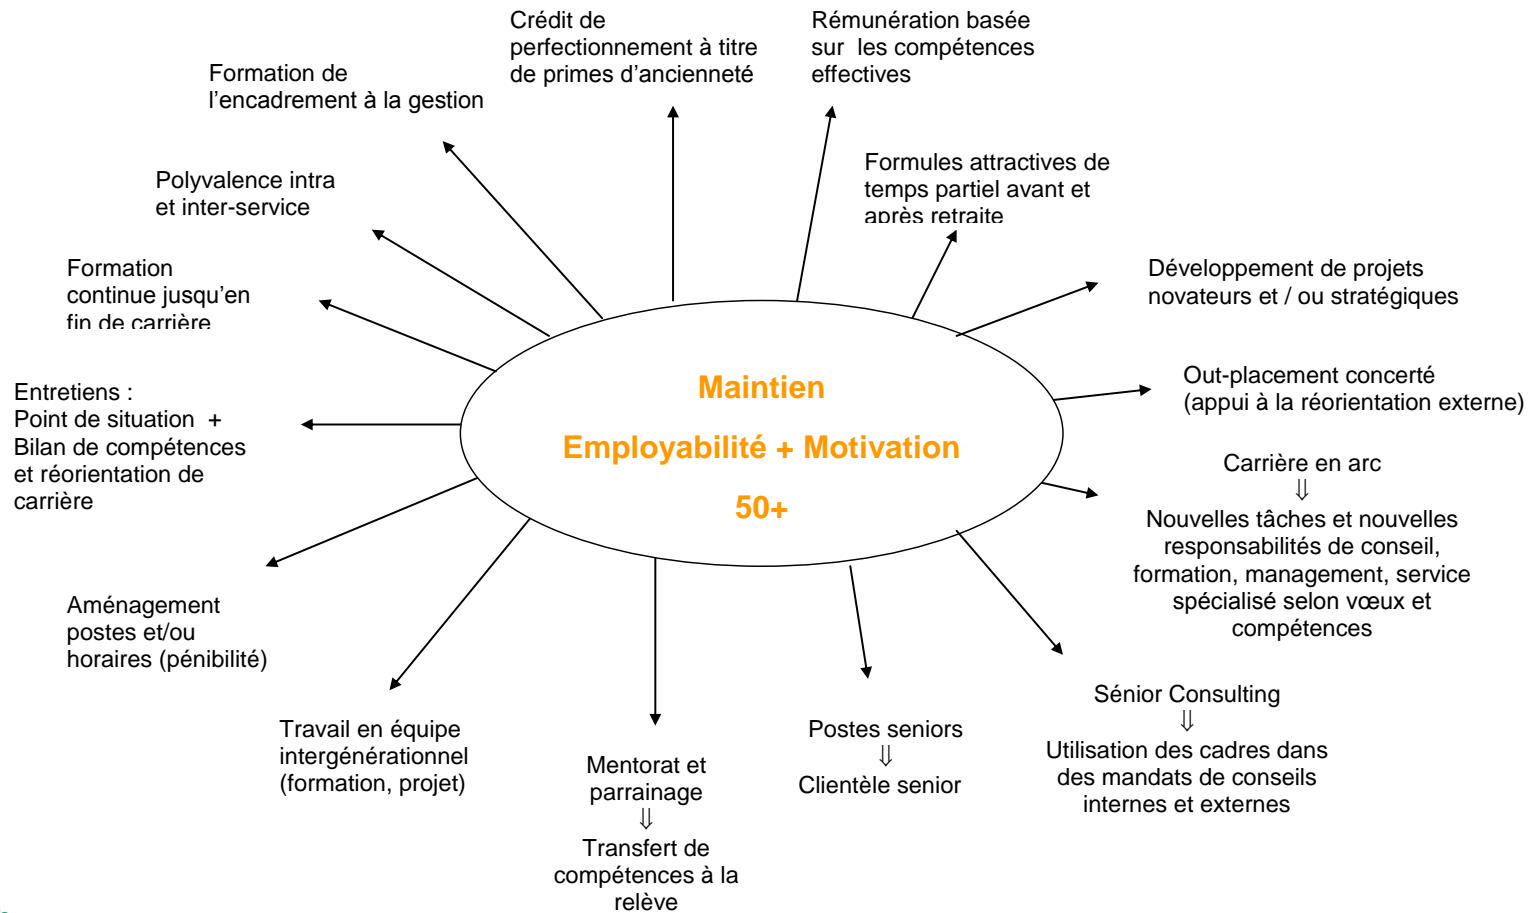 Crédit de
perfectionnement à titre
de primes d’ancienneté
Rémunération basée
sur les compétences
effectives
Formation de
l’encadrement à la gestion
Formules attractives de
temps partiel avant et
après retraite
Polyvalence intra
et inter-service
Développement de projets
novateurs et / ou stratégiques
Formation
continue jusqu’en
fin de carrière
Out-placement concerté
(appui à la réorientation externe)
Entretiens :
Point de situation +
Bilan de compétences
et réorientation de
carrière
Maintien
Employabilité + Motivation
50+
Carrière en arc
⇓
Nouvelles tâches et nouvelles
responsabilités de conseil,
formation, management, service
spécialisé selon vœux et
compétences
Aménagement
postes et/ou
horaires (pénibilité)
Travail en équipe
intergénérationnel
(formation, projet)
Mentorat et
parrainage
⇓
Transfert de
compétences à la
relève
Postes seniors
⇓
Clientèle senior
Sénior Consulting
⇓
Utilisation des cadres dans
des mandats de conseils
internes et externes